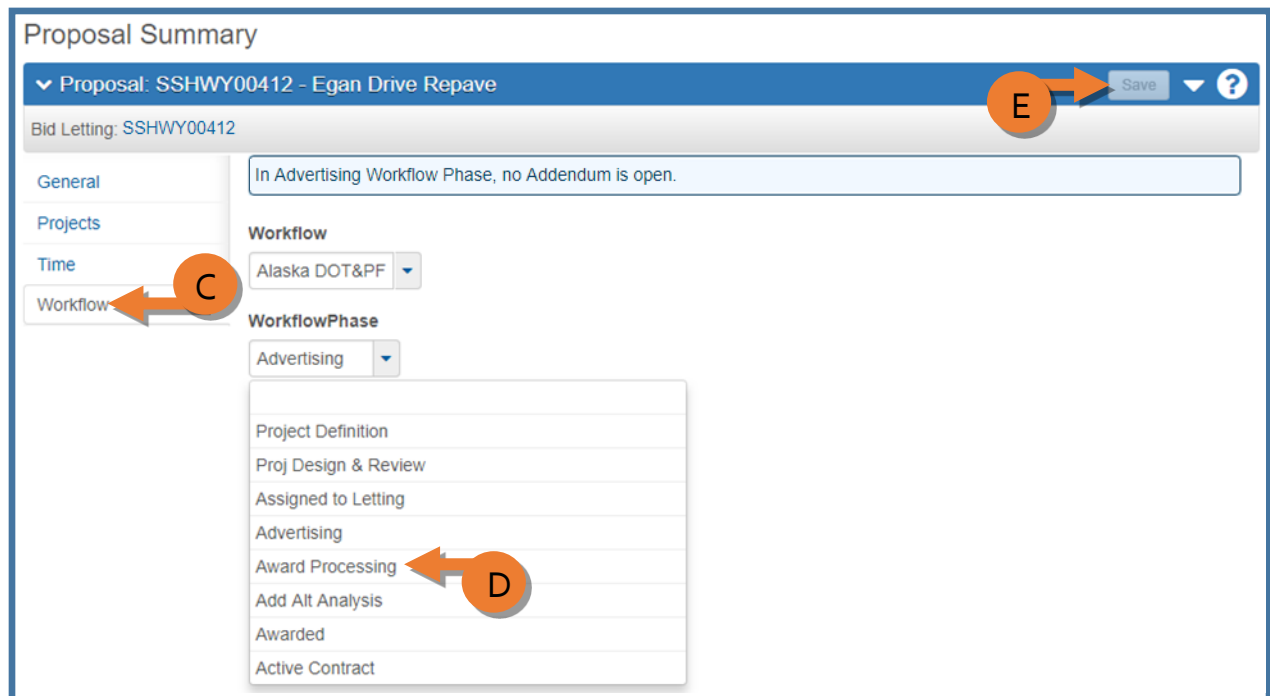 Proposal Summary
Proposal: SSHWY00412 - Egan Drive Repave
Save
?
E
Bid Letting: SSHWY00412
General
Projects
Time
Workflow
C
In Advertising Workflow Phase, no Addendum is open.
Workflow
Alaska DOT&PF
WorkflowPhase
Advertising
Project Definition
Proj Design & Review
Assigned to Letting
Advertising
Award Processing
D
Add Alt Analysis
Awarded
Active Contract